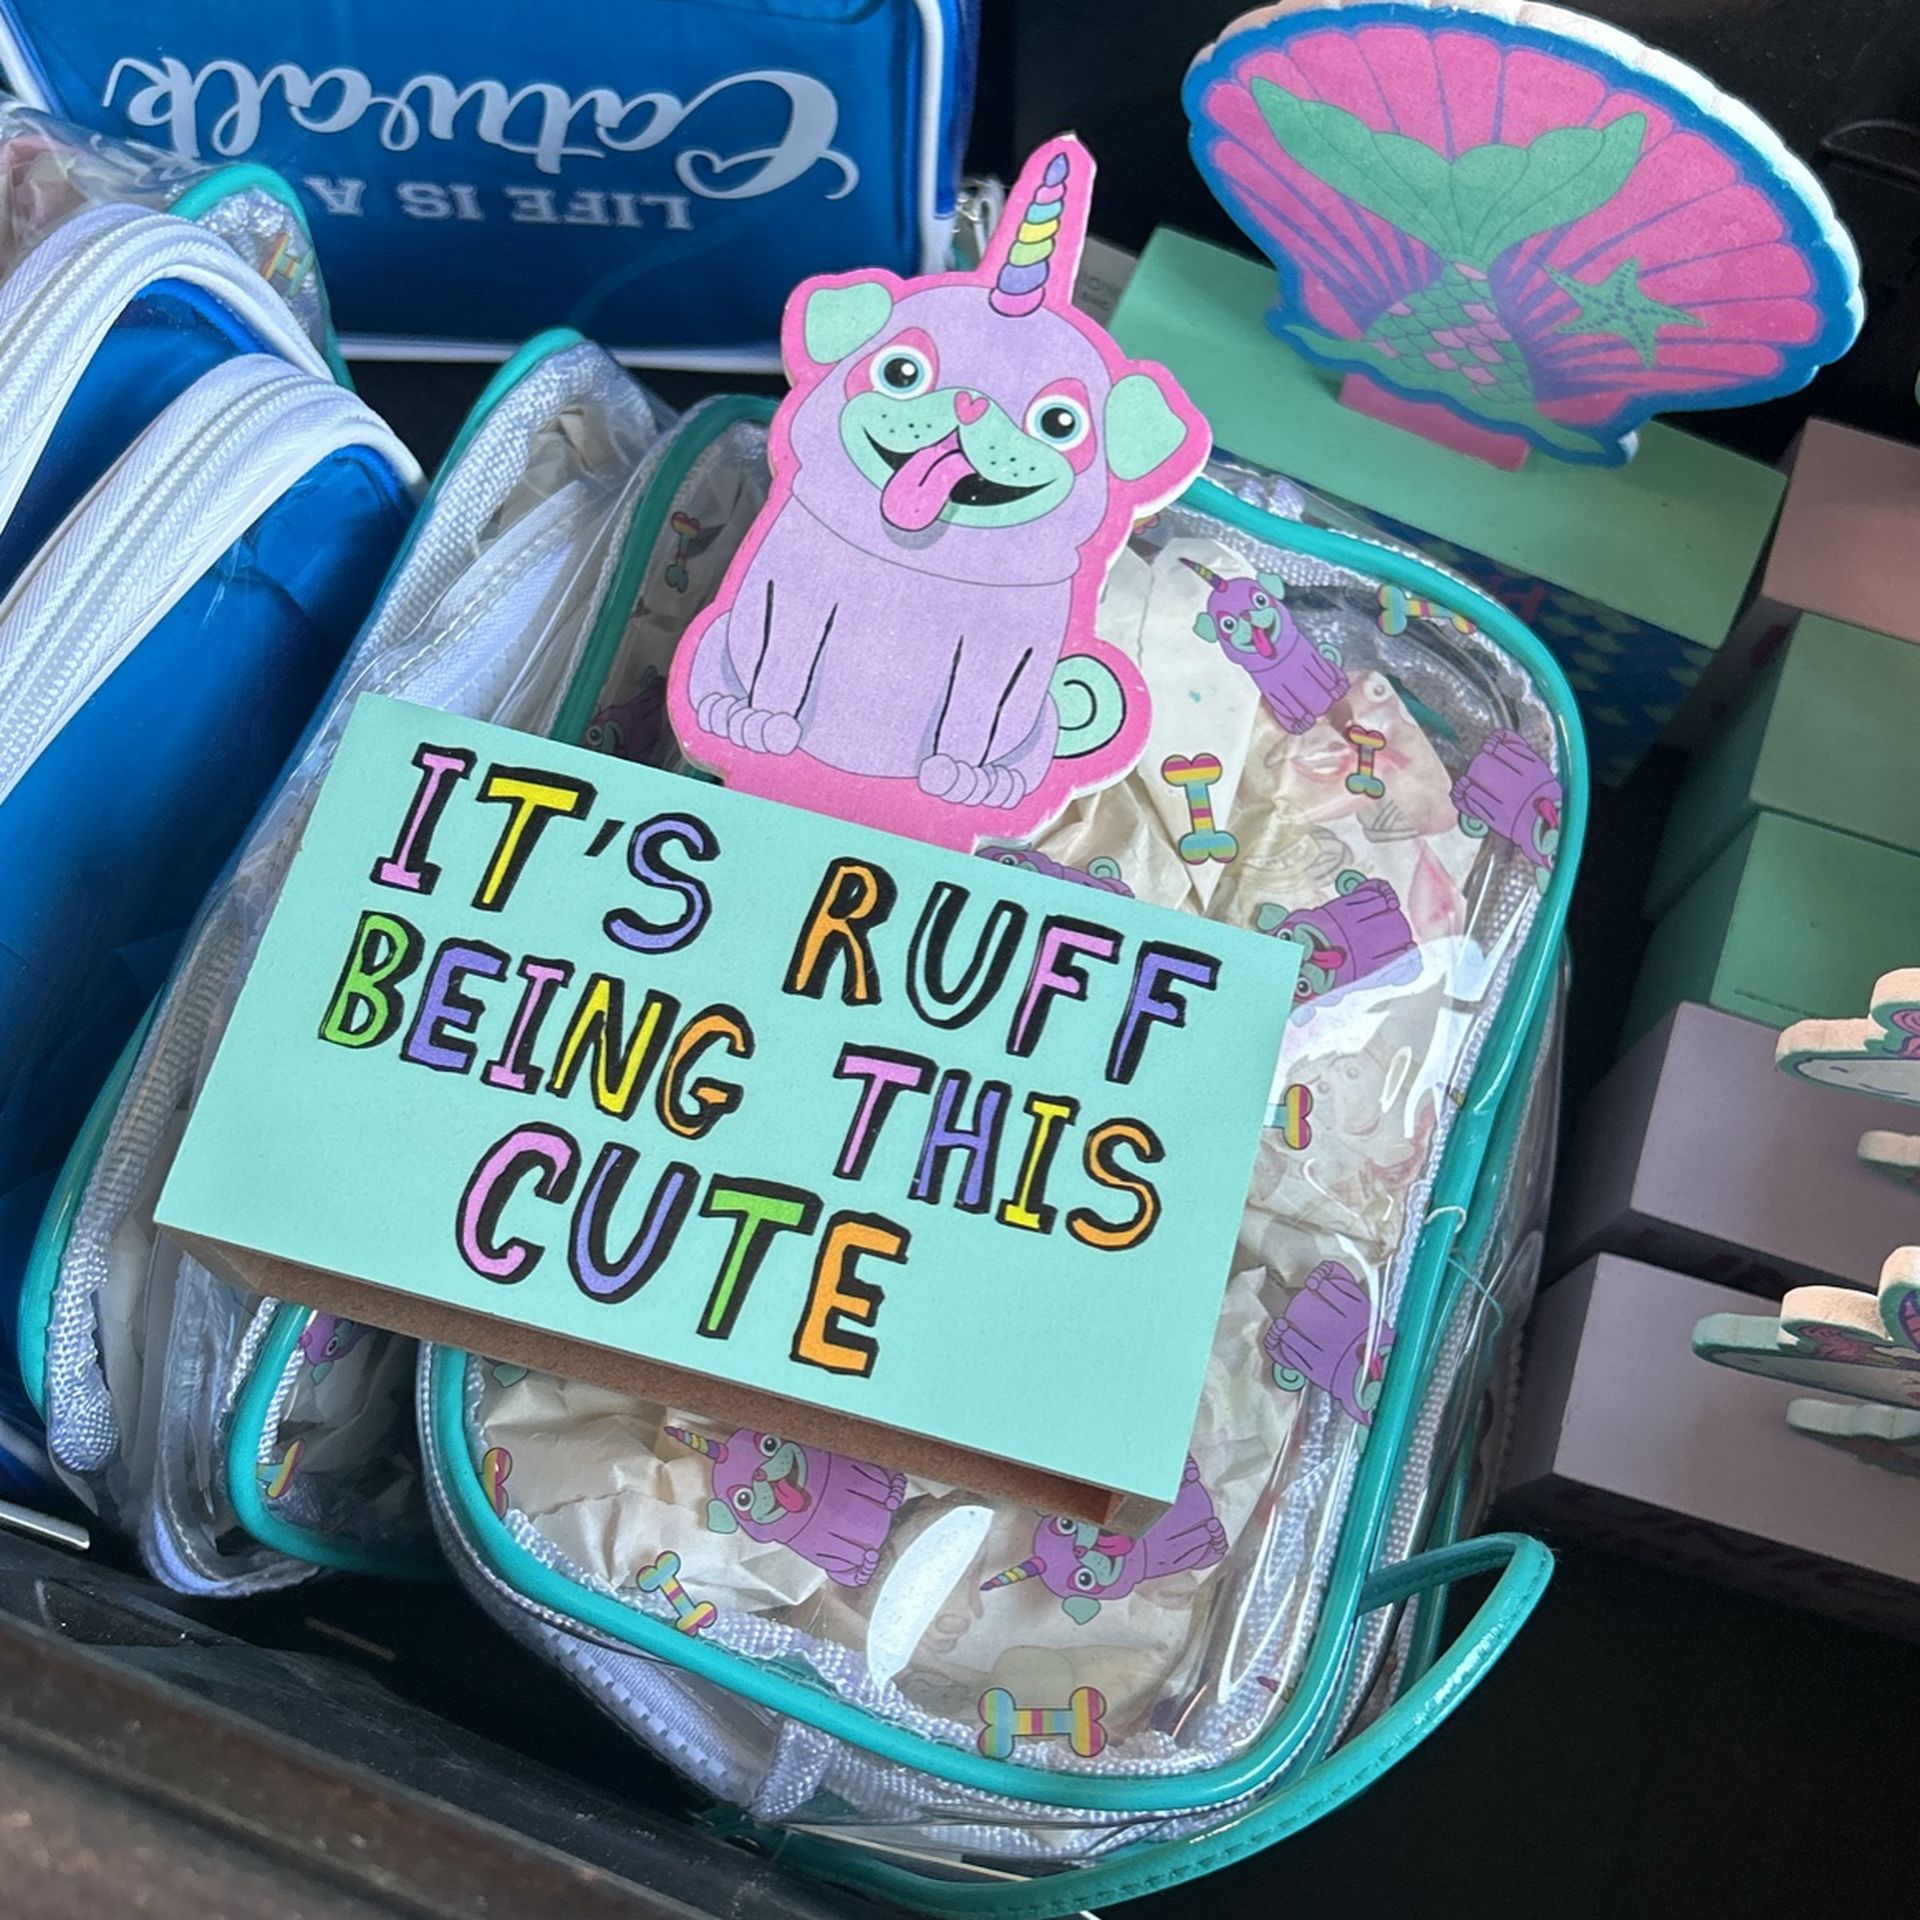 LIFE IS A
Catwalk
IT'S RUFF
BEING THIS
CUTE